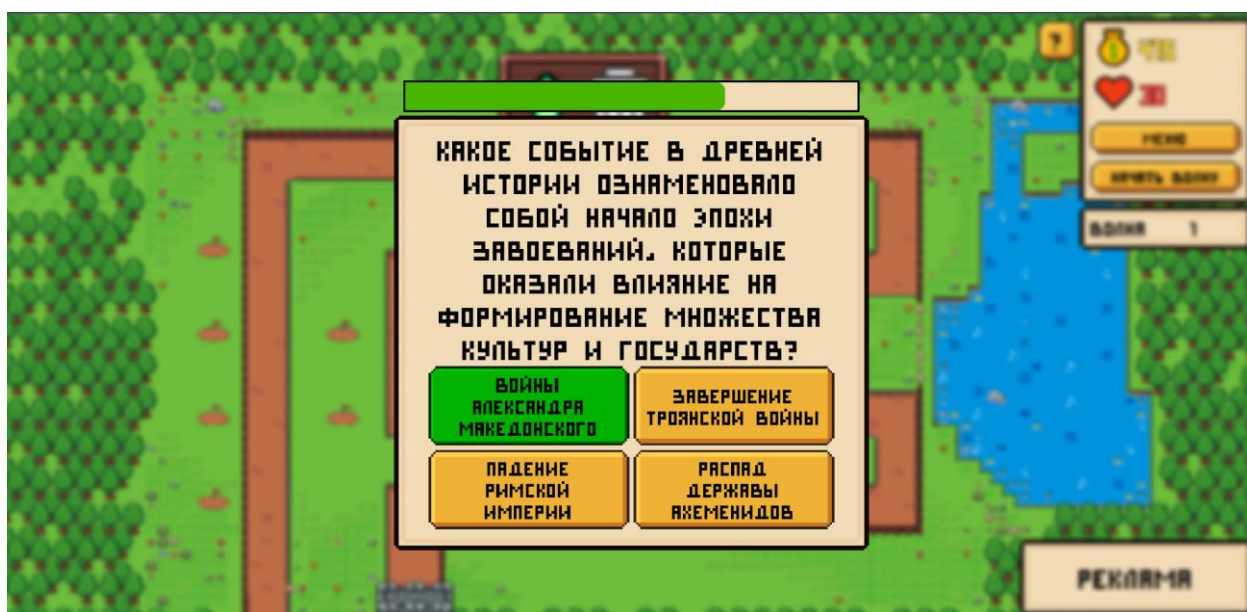 ?
30
МЕНЮ
НАЧАТЬ ВОЛНУ
ВОЛНА 1
КАКОЕ СОБЫТИЕ В ДРЕВНЕЙ
ИСТОРИИ ОЗНАМЕНОВАЛО
СОБОЙ НАЧАЛО ЭПОХИ
ЗАВОЕВАНИЙ, КОТОРЫЕ
ОКАЗАЛИ ВЛИЯНИЕ НА
ФОРМИРОВАНИЕ МНОЖЕСТВА
КУЛЬТУР И ГОСУДАРСТВ?
ВОЙНЫ
АЛЕКСАНДРА
МАКЕДОНСКОГО
ЗАВЕРШЕНИЕ
ТРОЯНСКОЙ ВОЙНЫ
ПАДЕНИЕ
РИМСКОЙ
ИМПЕРИИ
РАСПАД
ДЕРЖАВЫ
АХЕМЕНИДОВ
РЕКЛАМА